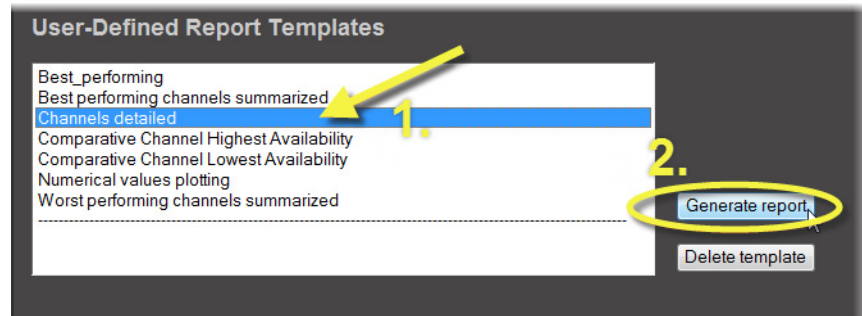 User-Defined Report Templates
Best_performing
Best performing channels summarized
Channels detailed
1.
Comparative Channel Highest Availability
Comparative Channel Lowest Availability
Numerical values plotting
2.
Worst performing channels summarized
Generate report
Delete template